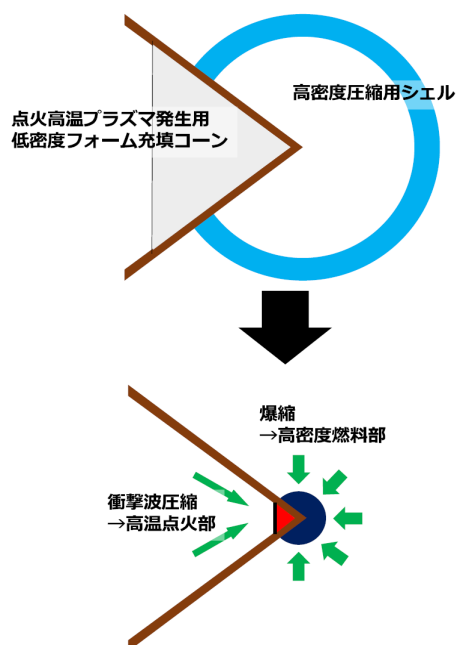 高密度圧縮用シェル
点火高温プラズマ発生用
低密度フォーム充填コーン
爆縮
→高密度燃料部
衝撃波圧縮
→高温点火部